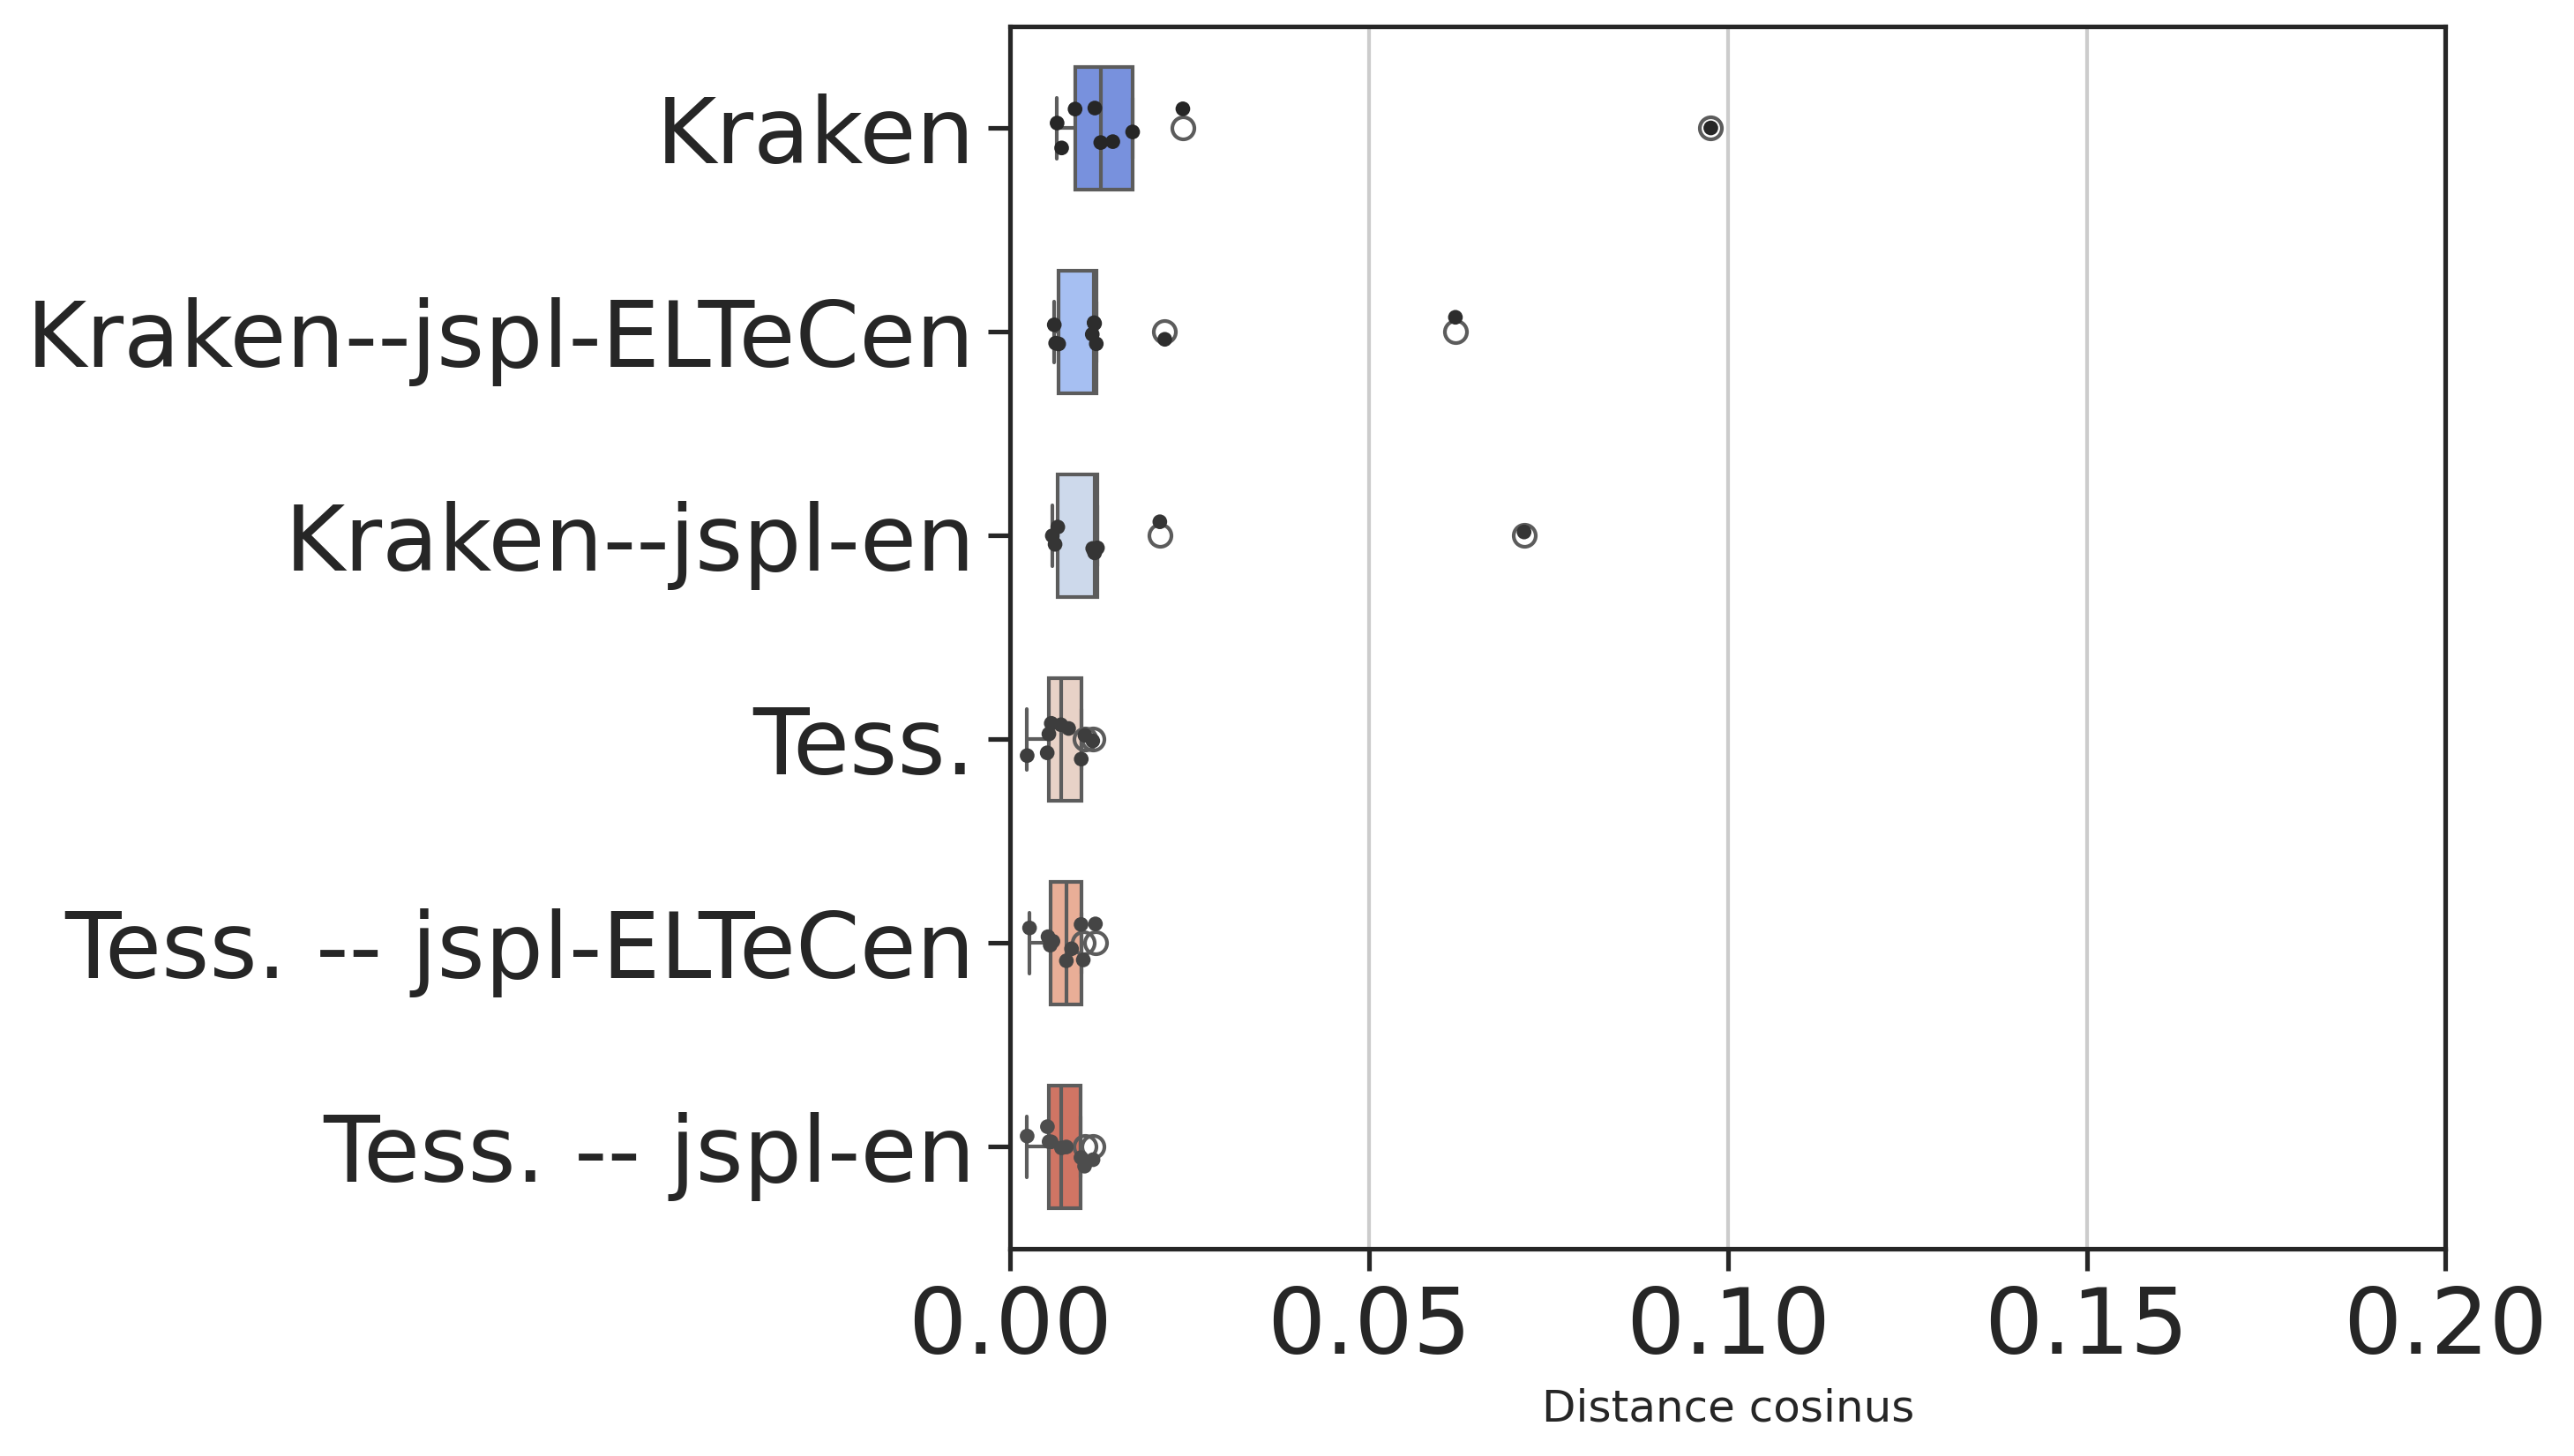 Kraken
Kraken--jspl-ELTeCen
Kraken--jspl-en
Tess.
Tess. -- jspl-ELTeCen
Tess. -- jspl-en
0.00 0.05 0.10 0.15 0.20
Distance cosinus